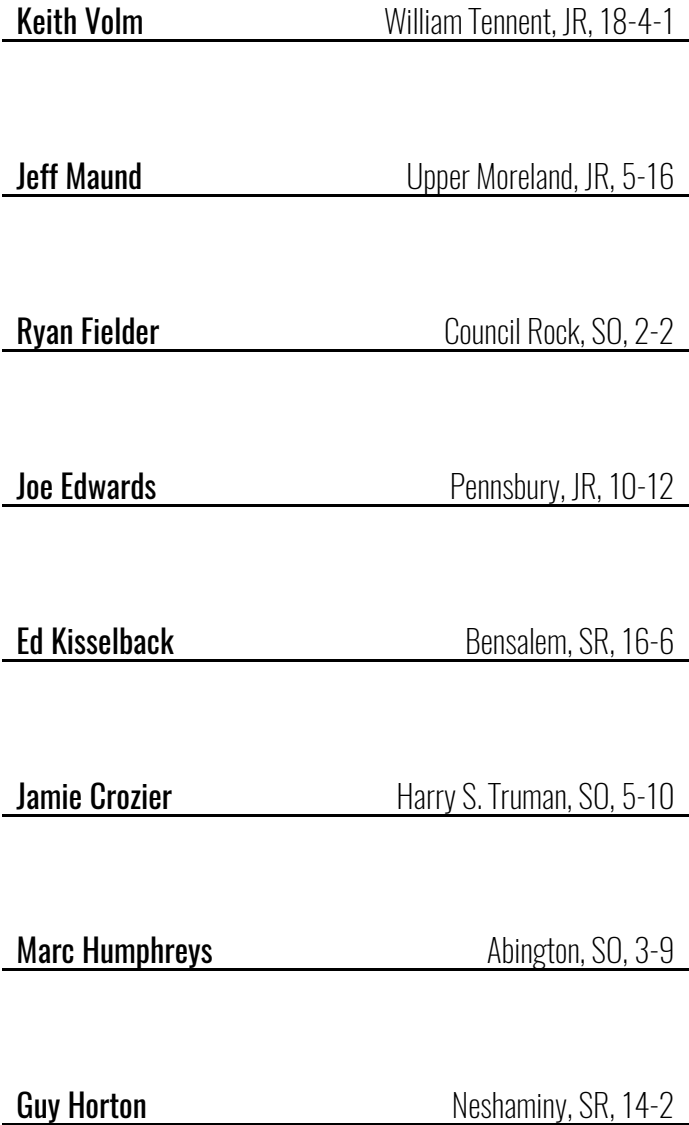 Keith Volm William Tennent, JR, 18-4-1
Jeff Maund Upper Moreland, JR, 5-16
Ryan Fielder Council Rock, SO, 2-2
Joe Edwards Pennsbury, JR, 10-12
Ed Kisselback Bensalem, SR, 16-6
Jamie Crozier Harry S. Truman, SO, 5-10
Marc Humphreys Abington, SO, 3-9
Guy Horton Neshaminy, SR, 14-2